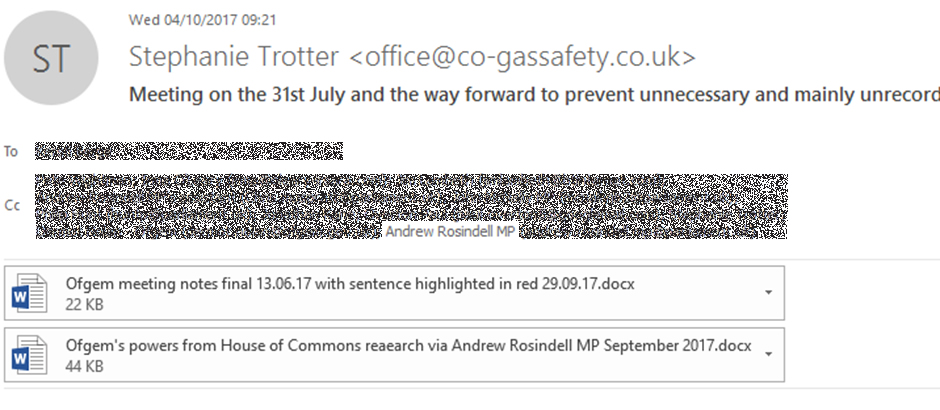 Wed 04/10/2017 09:21
ST
Stephanie Trotter <office@co-gassafety.co.uk>
Meeting on the 31st July and the way forward to prevent unnecessary and mainly unrecord
To
Cc
Andrew Rosindell MP
Ofgem meeting notes final 13.06.17 with sentence highlighted in red 29.09.17.docx
22 KB
Ofgem's powers from House of Commons reaearch via Andrew Rosindell MP September 2017.docx
44 KB